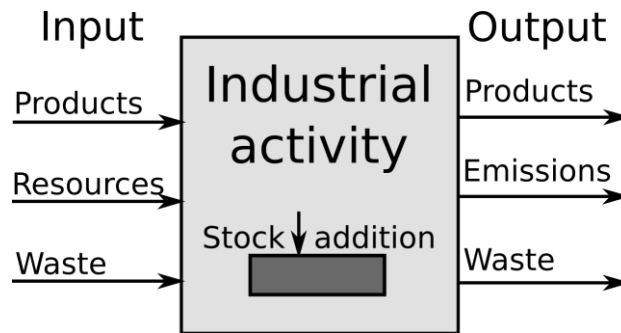 Input
Output
Industrial
activity
Products
Resources
Waste
Stock addition
Products
Emissions
Waste